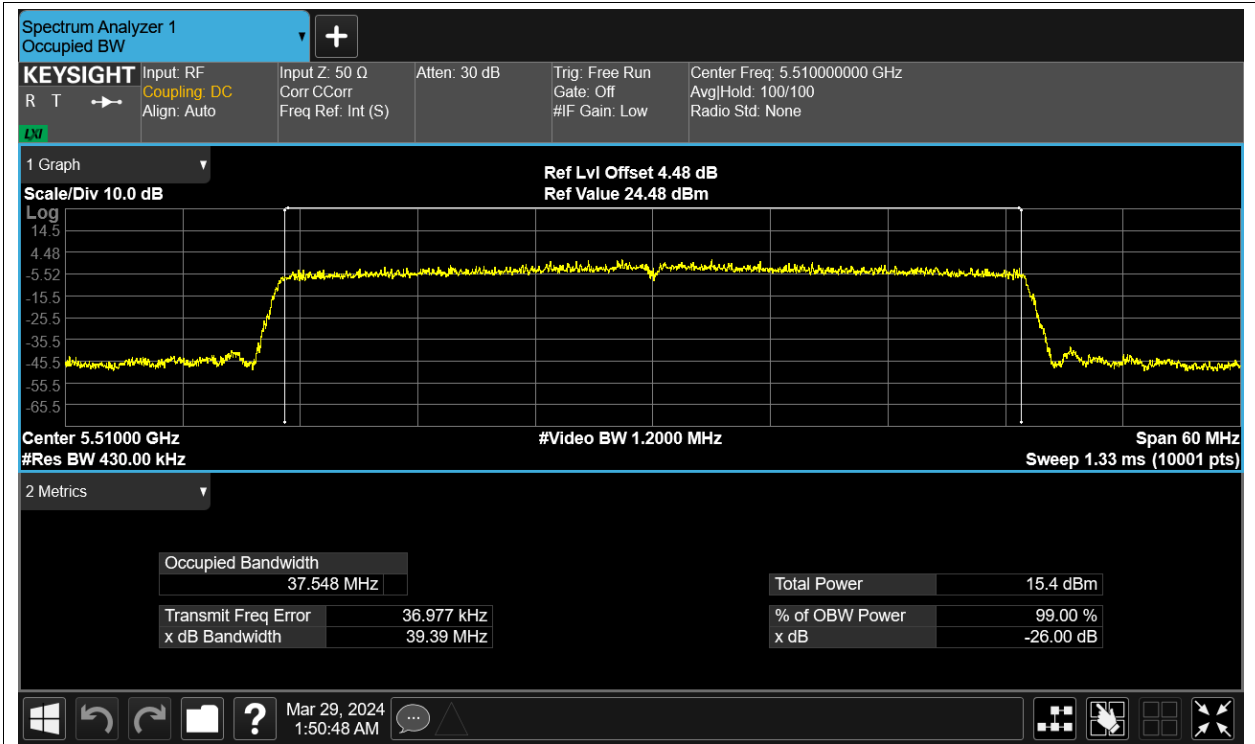 Spectrum Analyzer 1
Occupied BW
▼
+
KEYSIGHT
R T
LXI
Input: RF
Coupling: DC
Align: Auto
Input Z: 50 Ω
Corr CCorr
Freq Ref: Int (S)
Atten: 30 dB
Trig: Free Run
Gate: Off
#IF Gain: Low
Center Freq: 5.510000000 GHz
Avg|Hold: 100/100
Radio Std: None
1 Graph ▼
Scale/Div 10.0 dB
Ref Lvl Offset 4.48 dB
Ref Value 24.48 dBm
Log
14.5
4.48
-5.52
-15.5
-25.5
-35.5
-45.5
-55.5
-65.5
Center 5.51000 GHz
#Res BW 430.00 kHz
#Video BW 1.2000 MHz
Span 60 MHz
Sweep 1.33 ms (10001 pts)
2 Metrics ▼
Occupied Bandwidth
37.548 MHz
Transmit Freq Error 36.977 kHz
x dB Bandwidth 39.39 MHz
Total Power 15.4 dBm
% of OBW Power 99.00 %
x dB -26.00 dB
?
Mar 29, 2024
1:50:48 AM